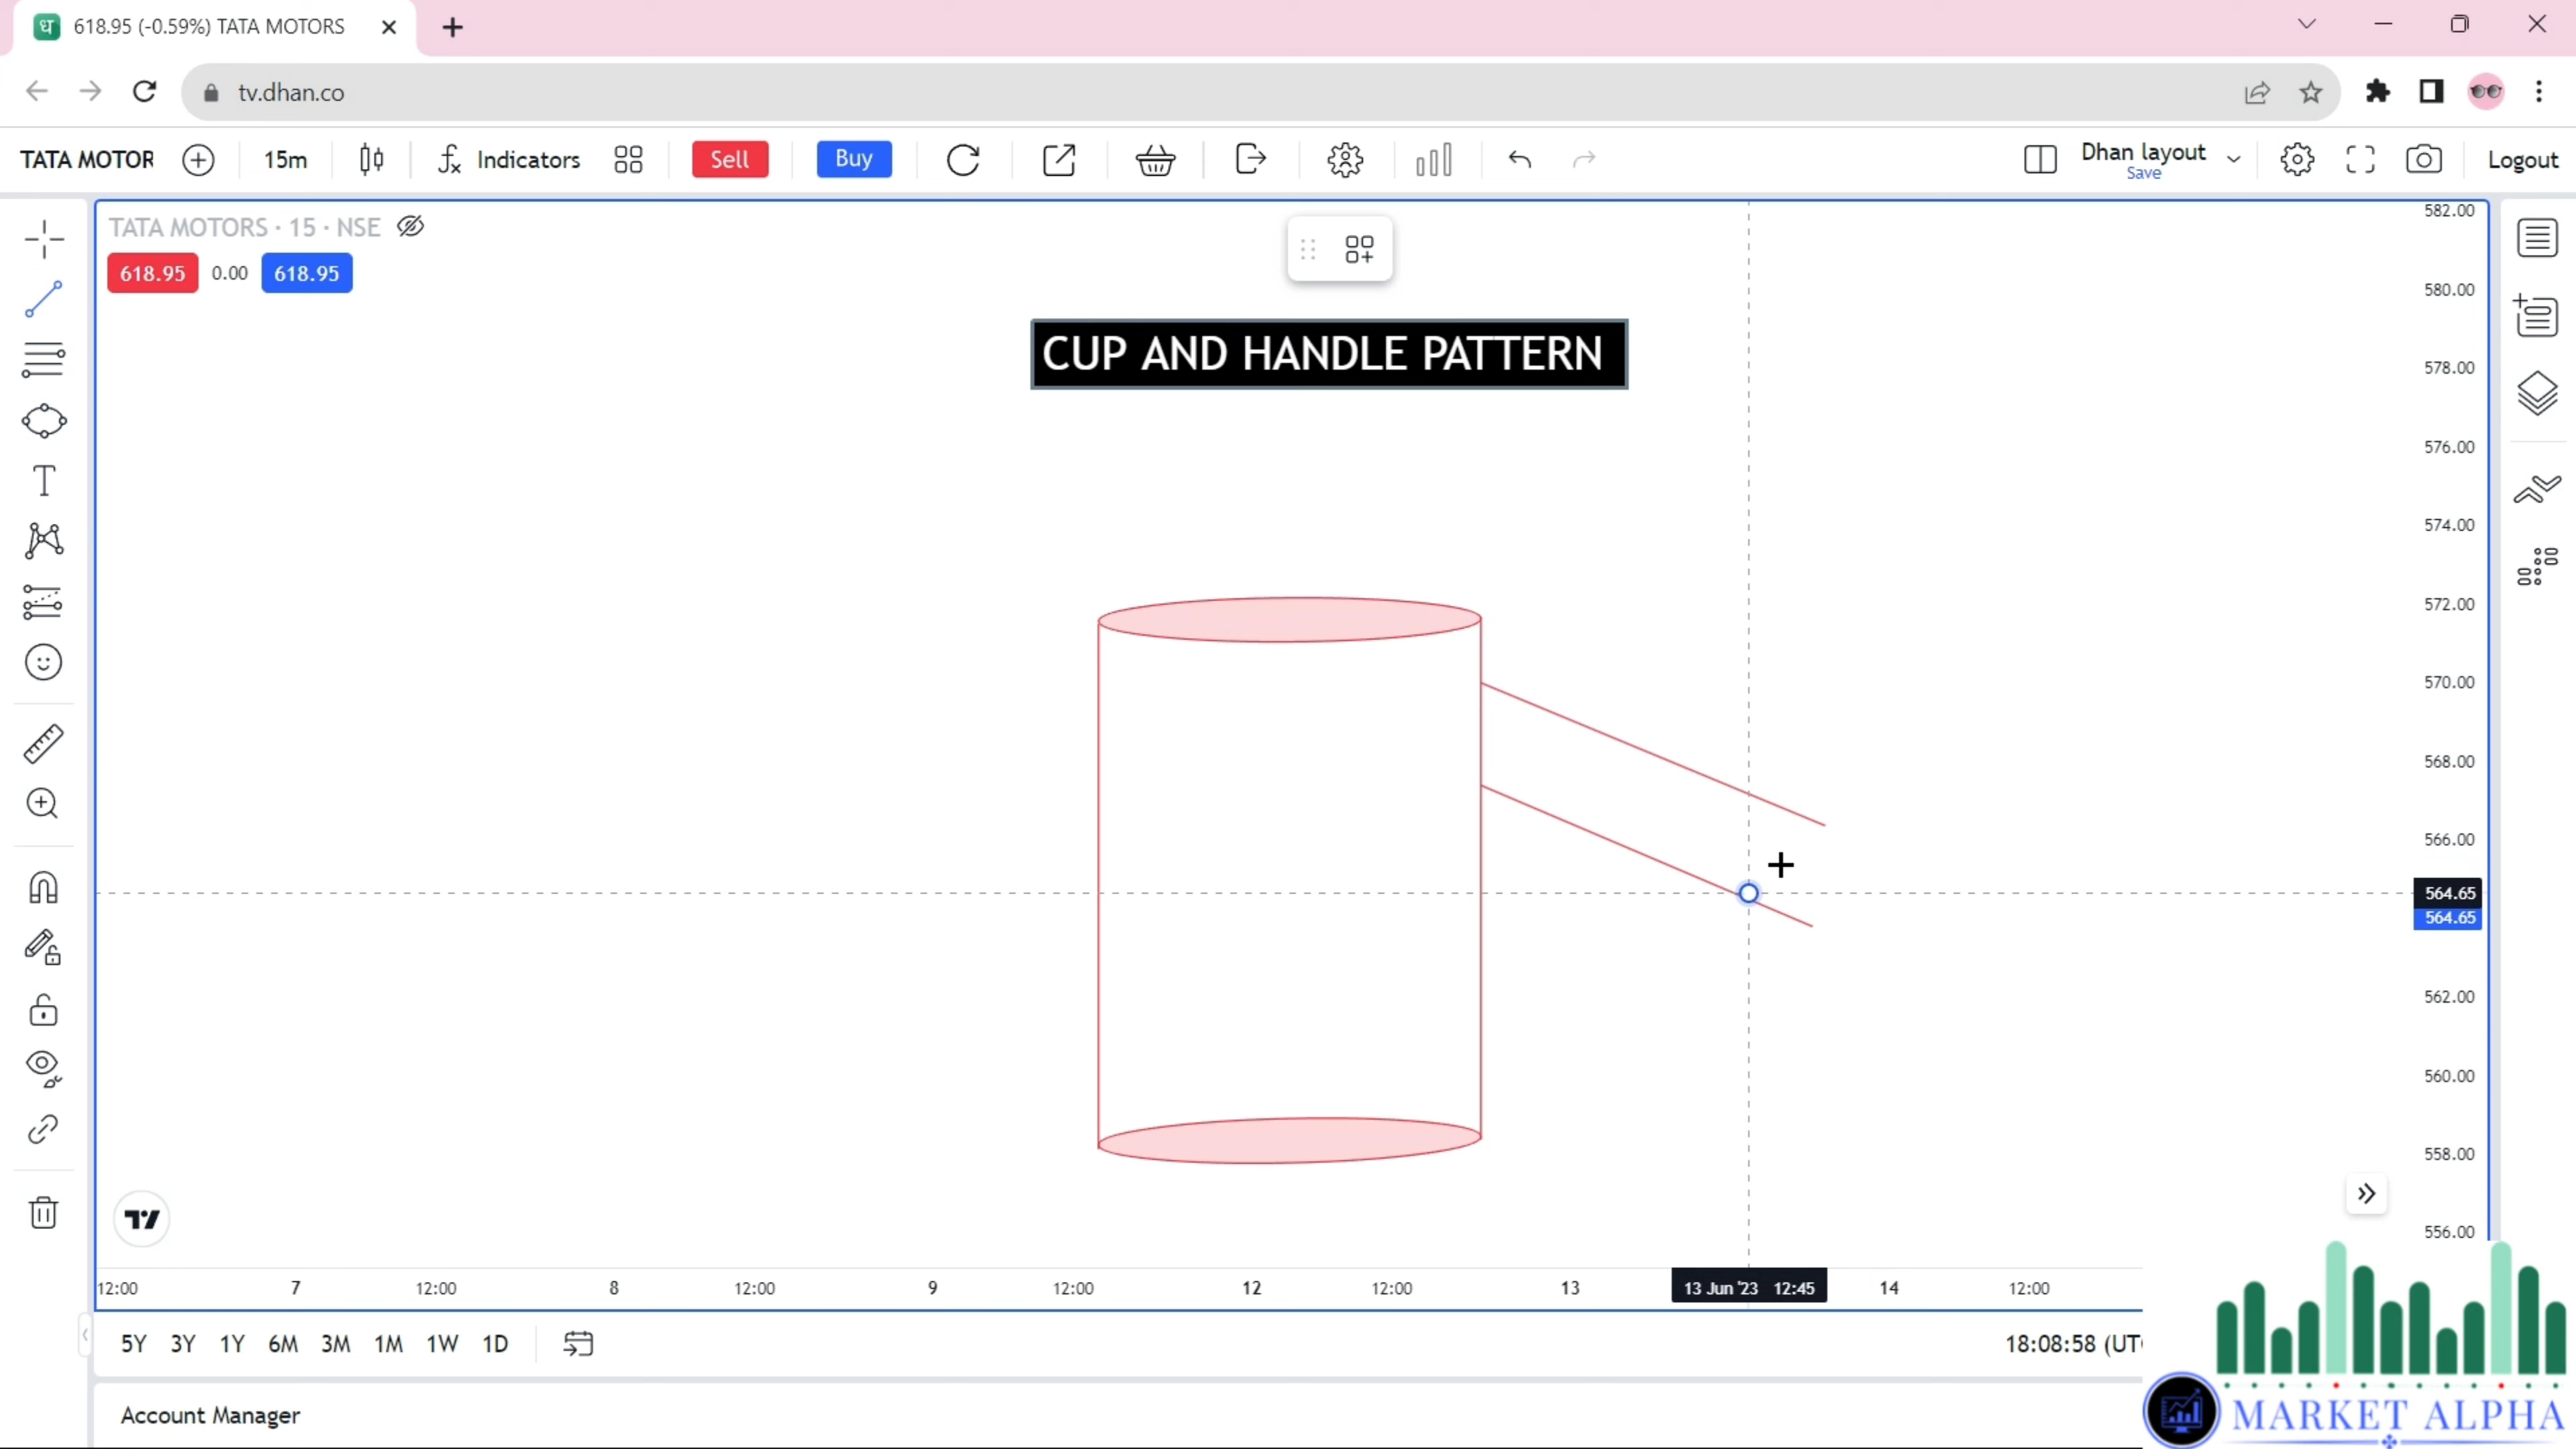 ध 618.95 (-0.59%) TATA MOTORS
tv.dhan.co
TATA MOTOR 15m Indicators Sell Buy Dhan layout Save Logout
TATA MOTORS · 15 · NSE
618.95 0.00 618.95
CUP AND HANDLE PATTERN
582.00
580.00
578.00
576.00
574.00
572.00
570.00
568.00
566.00
564.65
564.65
562.00
560.00
558.00
556.00
12:00 7 12:00 8 12:00 9 12:00 12 12:00 13 13 Jun '23 12:45 14 12:00
5Y 3Y 1Y 6M 3M 1M 1W 1D 18:08:58 (UT
Account Manager
MARKET ALPHA